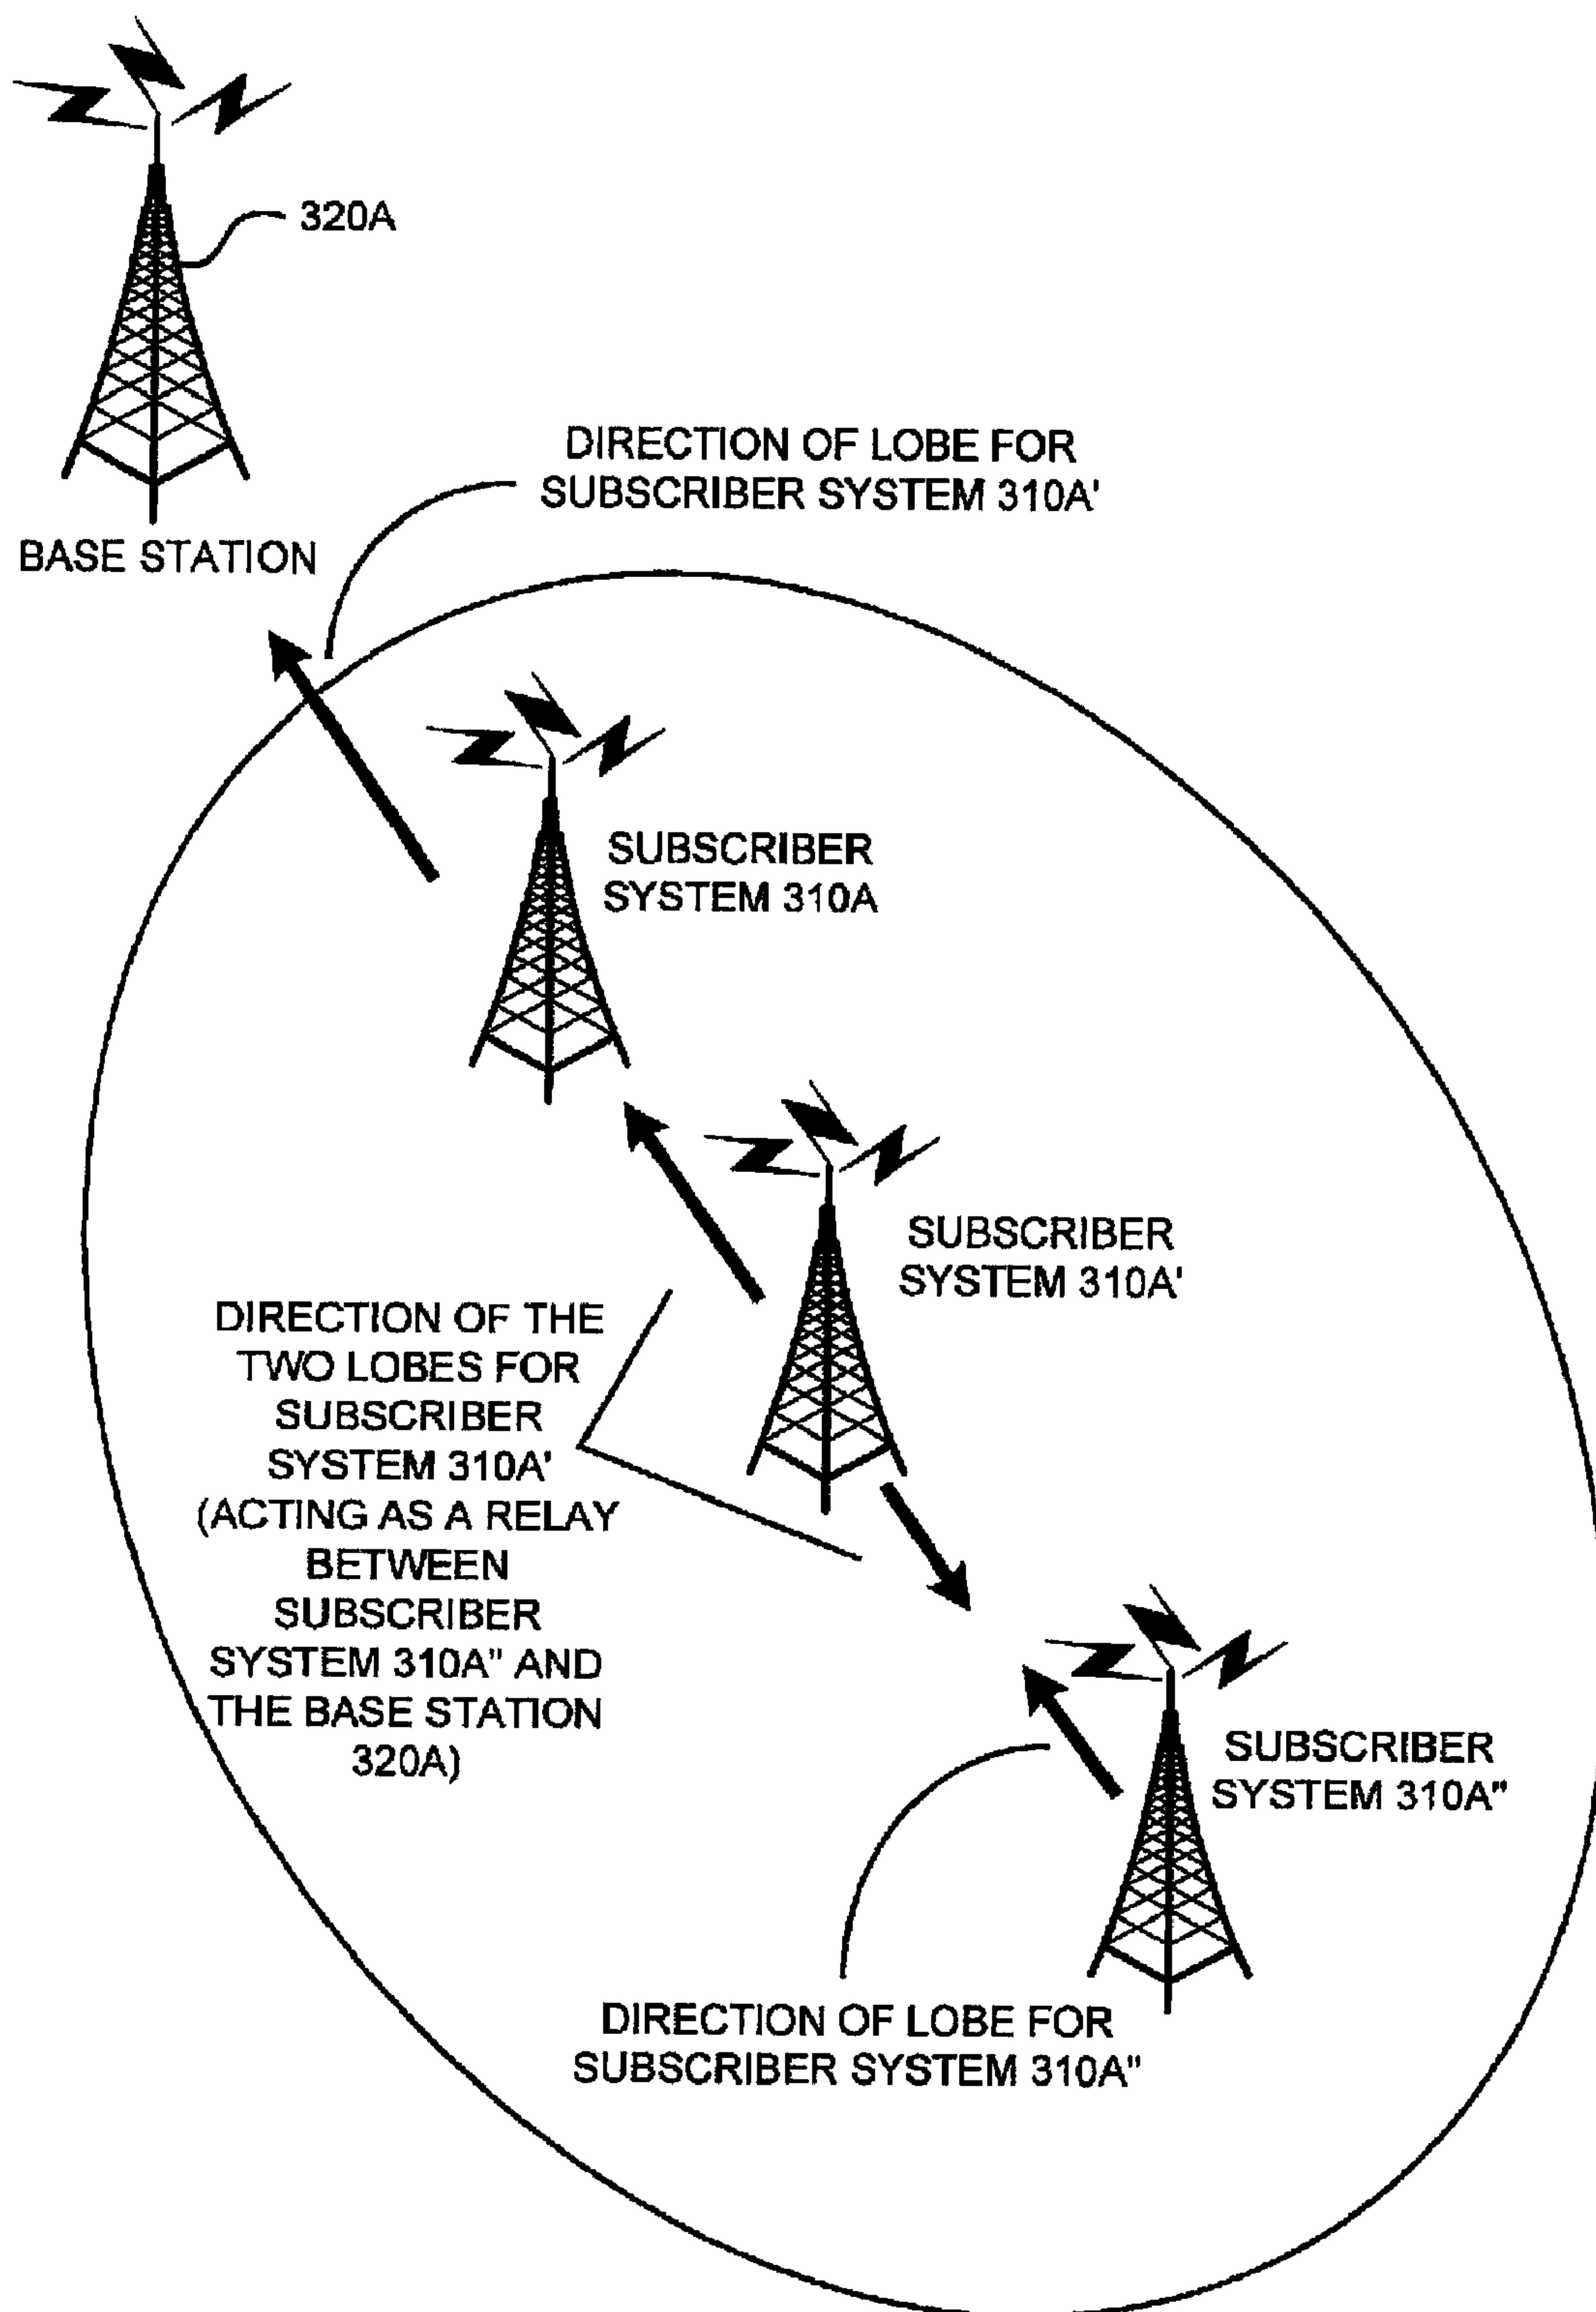 320A
BASE STATION
DIRECTION OF LOBE FOR
SUBSCRIBER SYSTEM 310A'
SUBSCRIBER
SYSTEM 310A
SUBSCRIBER
SYSTEM 310A'
DIRECTION OF THE
TWO LOBES FOR
SUBSCRIBER
SYSTEM 310A'
(ACTING AS A RELAY
BETWEEN
SUBSCRIBER
SYSTEM 310A" AND
THE BASE STATION
320A)
SUBSCRIBER
SYSTEM 310A"
DIRECTION OF LOBE FOR
SUBSCRIBER SYSTEM 310A"